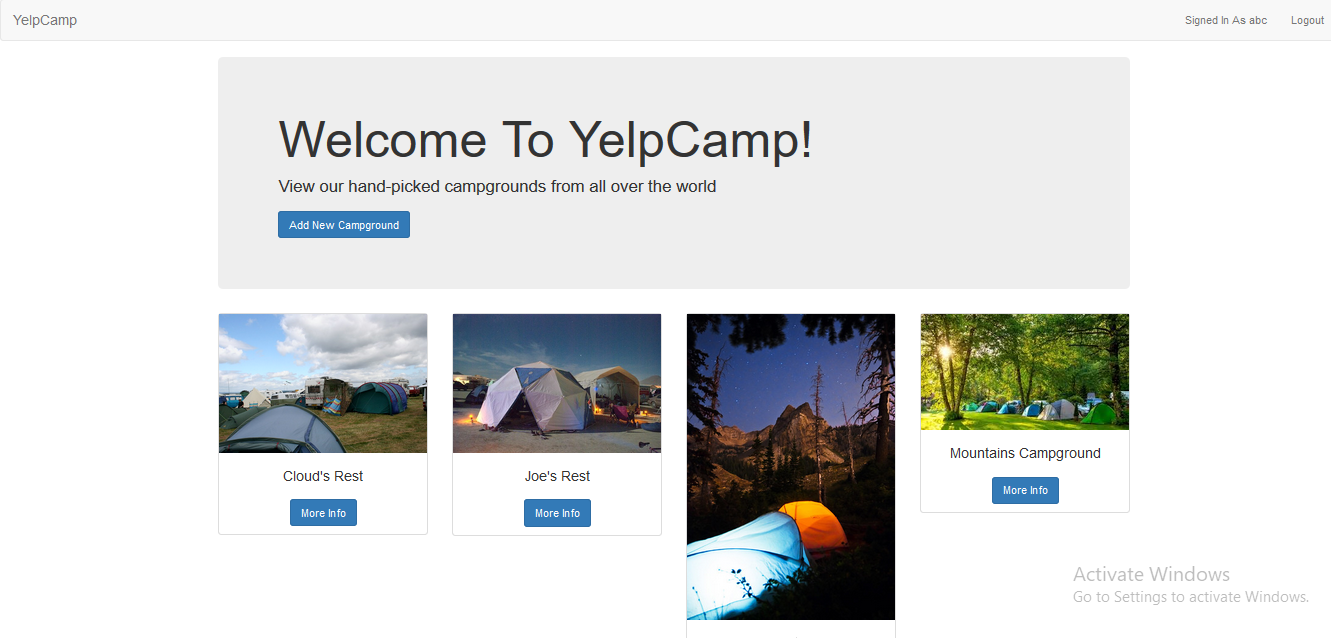 YelpCamp
Signed In As abc
Logout
Welcome To YelpCamp!
View our hand-picked campgrounds from all over the world
Add New Campground
Cloud's Rest
More Info
Joe's Rest
More Info
Mountains Campground
More Info
Activate Windows
Go to Settings to activate Windows.